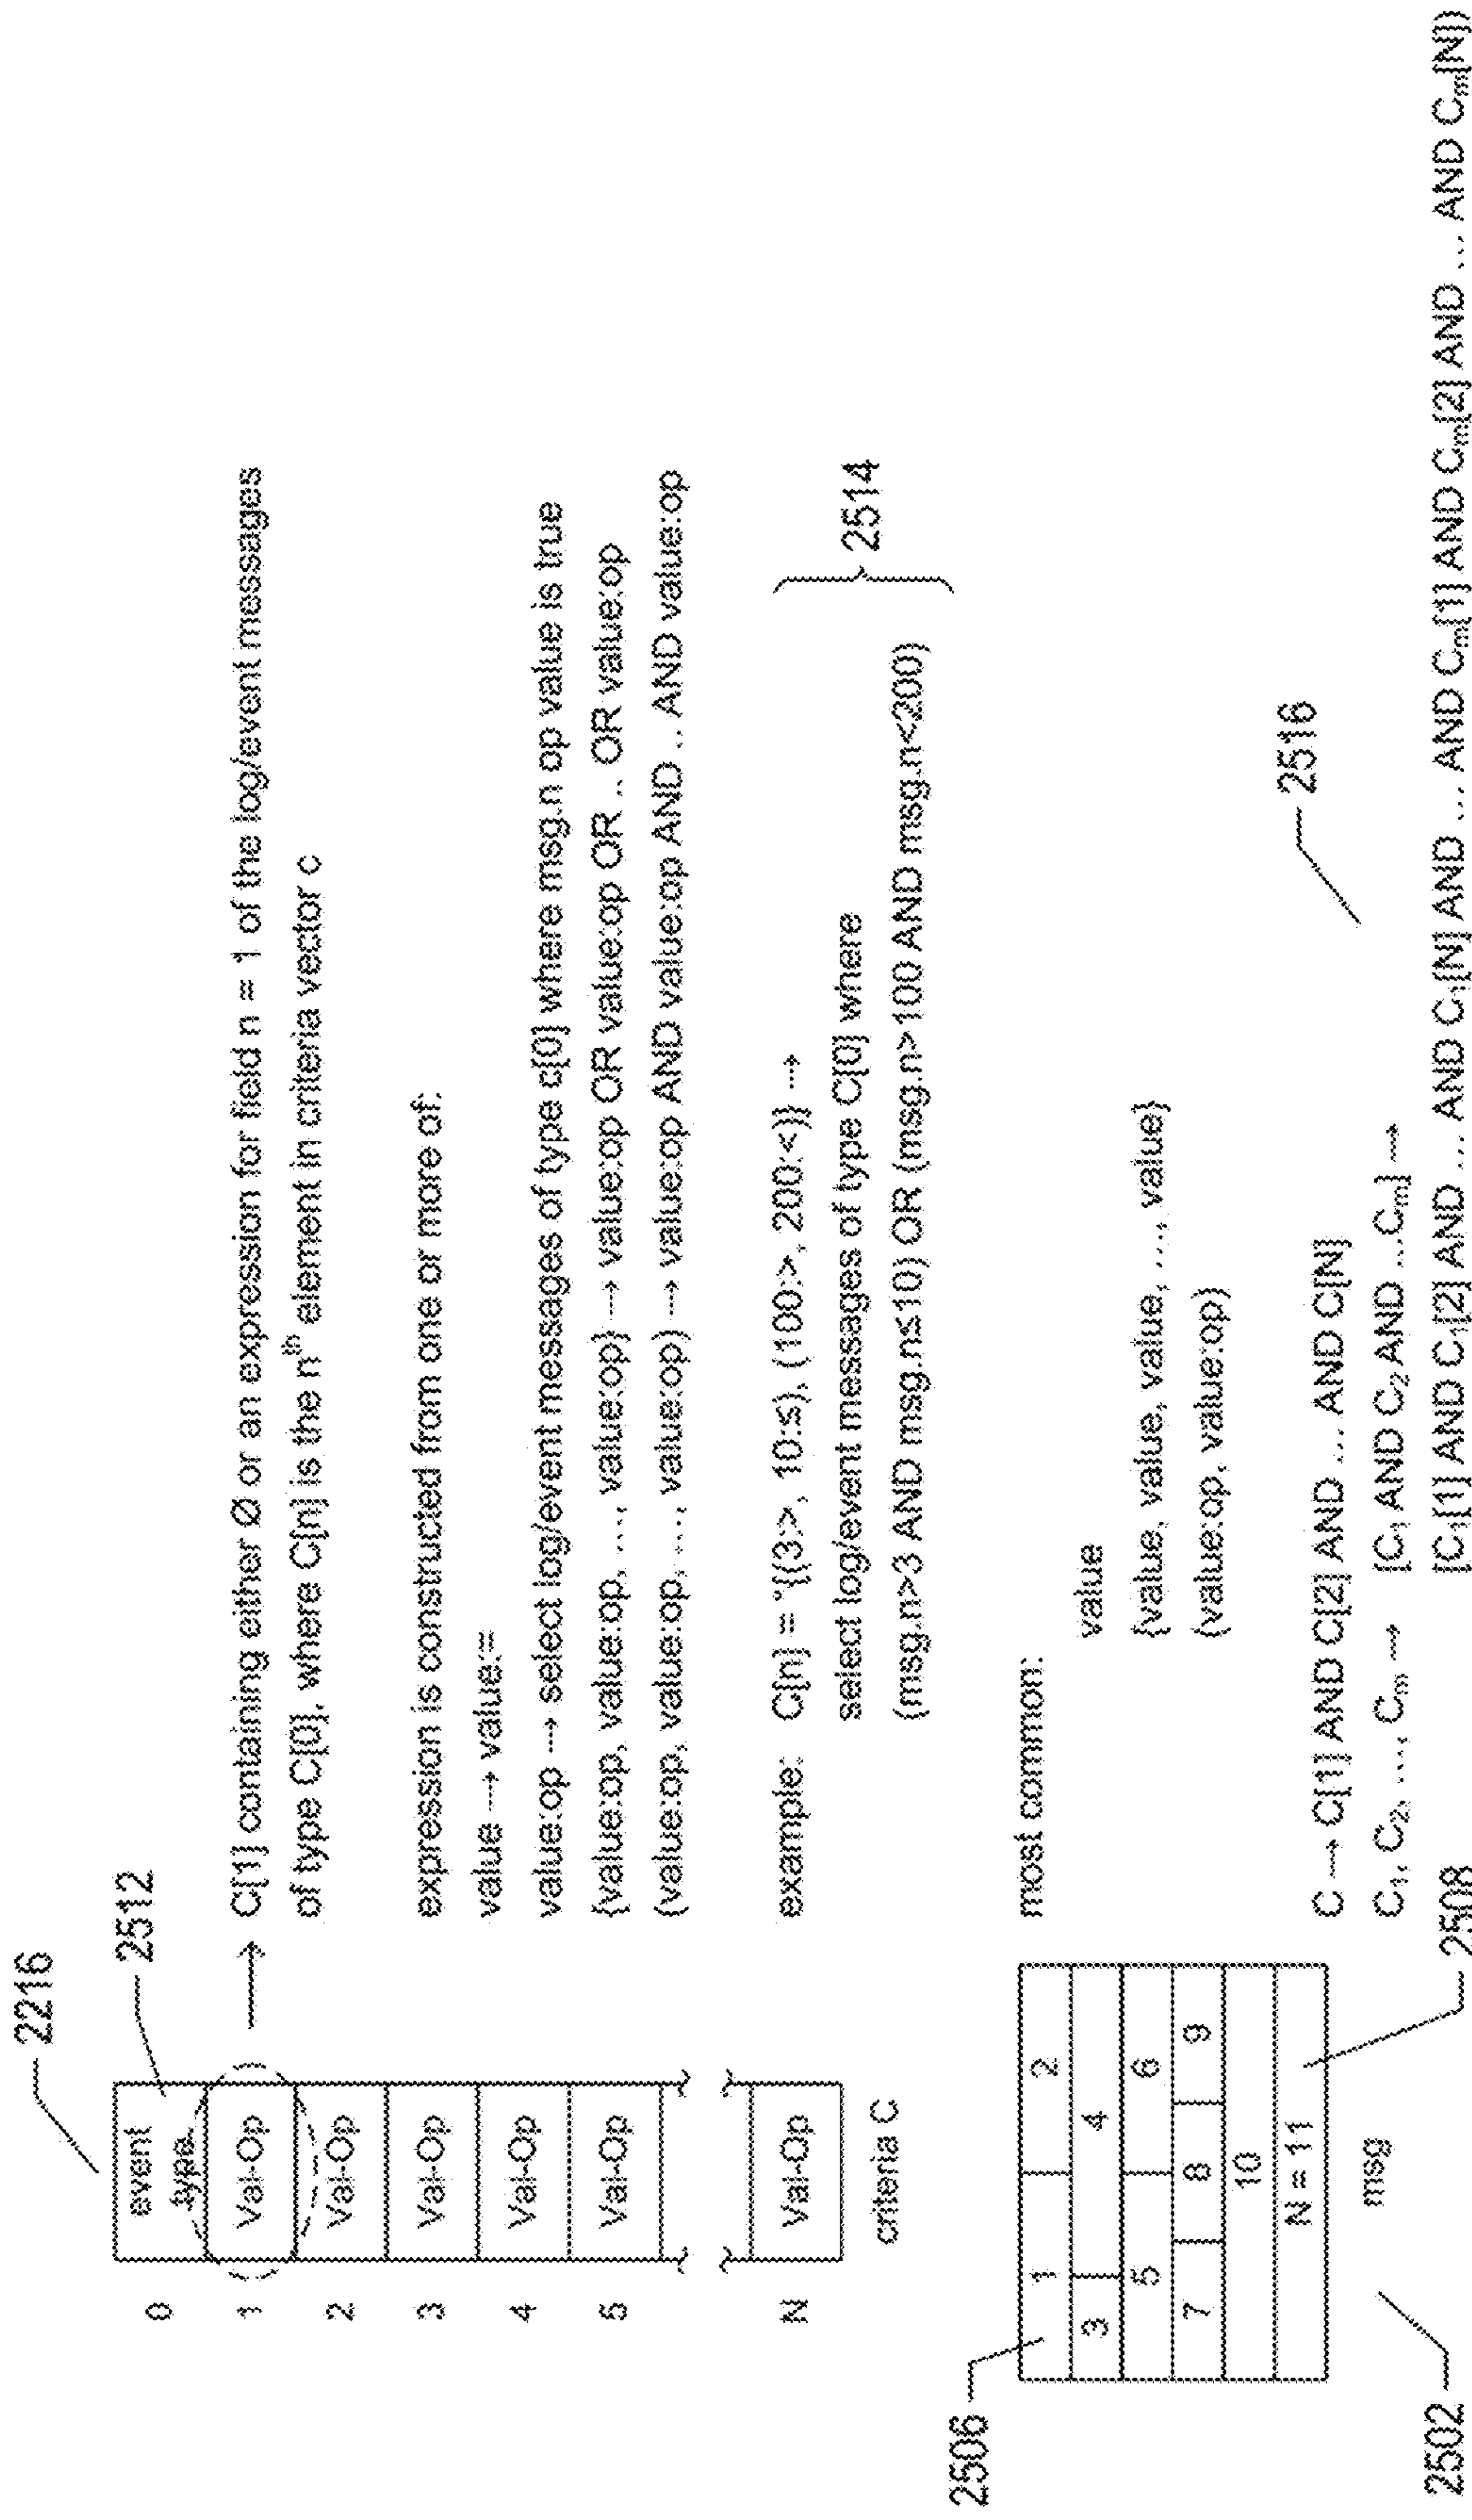 2216
2512
0 event type
1 Val-Op
2 Val-Op
3 Val-Op
4 Val-Op
5 Val-Op
N Val-Op
criteria C
C[1] containing either Ø or an expression for field n = 1 of the log/event messages
of type C[0], where C[n] is the nth element in criteria vector c
expression is constructed from one or more of:
value → value:=
value:op → select log/event messages of type c[0] where msg.n op value is true
{value:op, value:op, ..., value:op} → value:op OR value:op OR .. OR value:op
(value:op, value:op, ..., value:op) → value:op AND value:op AND .. AND value:op
example: C[n] = "{(3:>, 10:≤), (100:>, 200:<)} →
select log/event messages of type C[0] where
(msg.n>3 AND msg.n≤10) OR (msg.n>100 AND msg.n<200)
2514
most common:
value
{value, value, value, ..., value}
(value:op, value:op)
2506
1 2
3 4
5 6
7 8 9
10
N = 11
msg
2502
2508
C → C[1] AND C[2] AND ... AND C[N]
2516
C₁, C₂, ..., Cₘ → [C₁ AND C₂ AND ...Cₘ] →
[C₁[1] AND C₁[2] AND ... AND C₁[N] AND ... AND Cₘ[1] AND Cₘ[2] AND ... AND Cₘ[N])